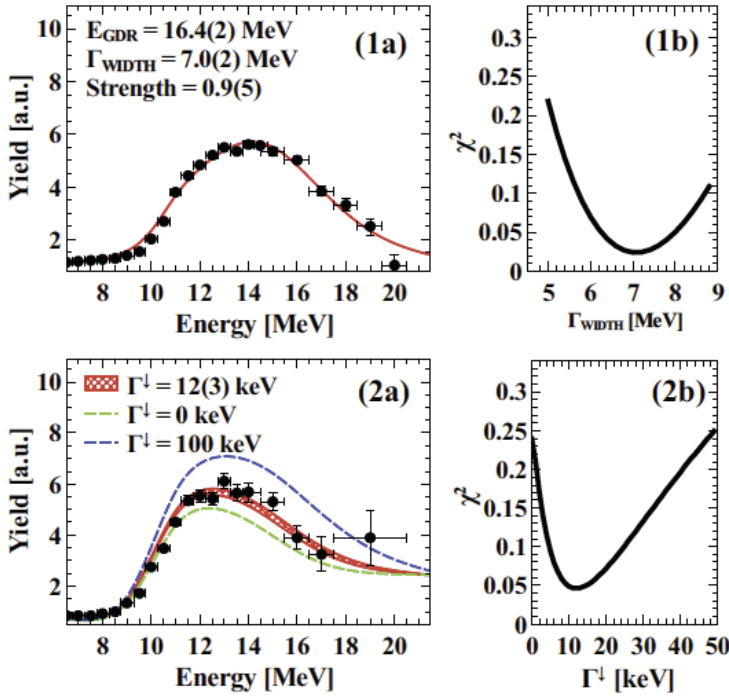 E_GDR = 16.4(2) MeV
Γ_WIDTH = 7.0(2) MeV
Strength = 0.9(5)
(1a)
10
8
6
4
2
Yield [a.u.]
8 10 12 14 16 18 20
Energy [MeV]
(1b)
0.3
0.25
0.2
0.15
0.1
0.05
0
χ²
5 6 7 8 9
Γ_WIDTH [MeV]
Γ↓ = 12(3) keV
Γ↓ = 0 keV
Γ↓ = 100 keV
(2a)
10
8
6
4
2
Yield [a.u.]
8 10 12 14 16 18 20
Energy [MeV]
(2b)
0.3
0.25
0.2
0.15
0.1
0.05
0
χ²
0 10 20 30 40 50
Γ↓ [keV]